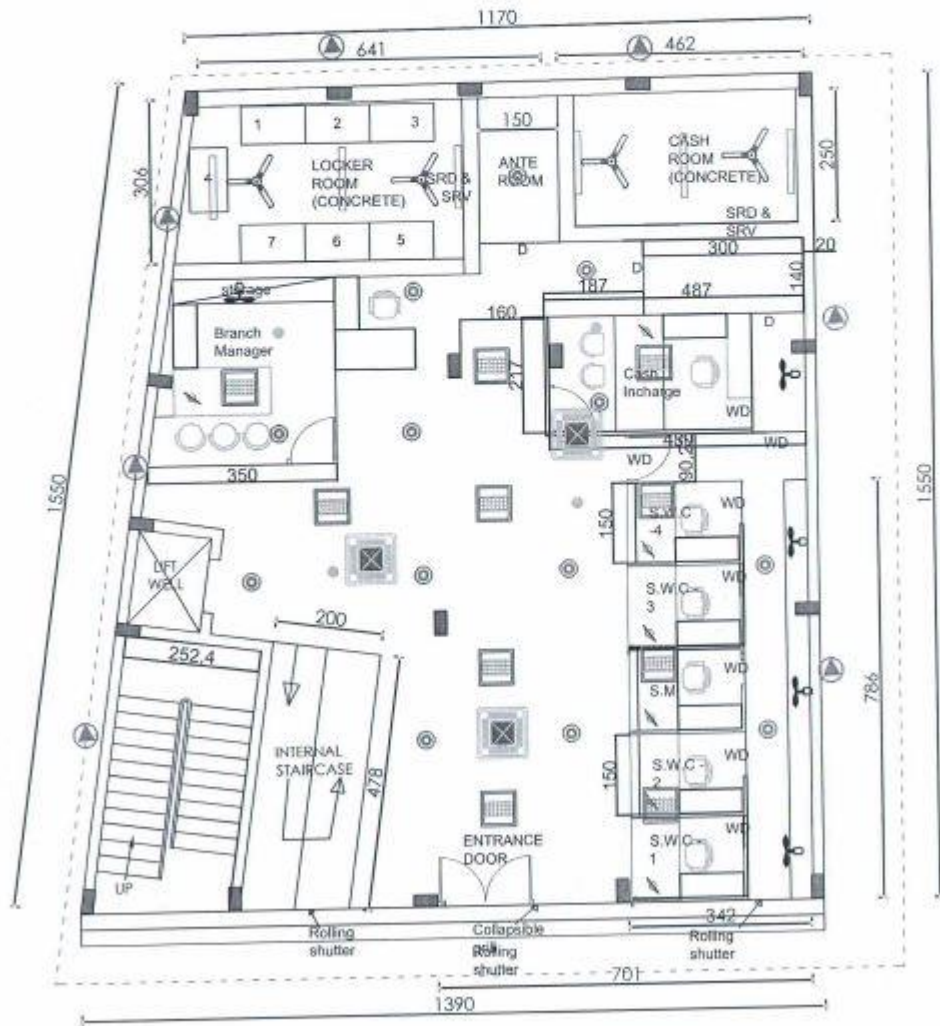 1170
641
462
1
2
3
150
LOCKER
ROOM
(CONCRETE)
SRD &
SRV
4
ANTE
ROOM
CASH
ROOM
(CONCRETE)
SRD &
SRV
250
306
7
6
5
D
300
20
140
D
187
487
storage
160
Branch
Manager
D
217
Cash
Incharge
WD
WD
WD
350
1550
1550
150
S.W.C
-4
WD
LIFT
WELL
S.W.C -
3
WD
200
252,4
S.M
WD
786
INTERNAL
STAIRCASE
478
150
S.W.C -
2
WD
ENTRANCE
DOOR
S.W.C -
1
WD
UP
342
Rolling
shutter
Collapsible
Rolling
shutter
Rolling
shutter
701
1390